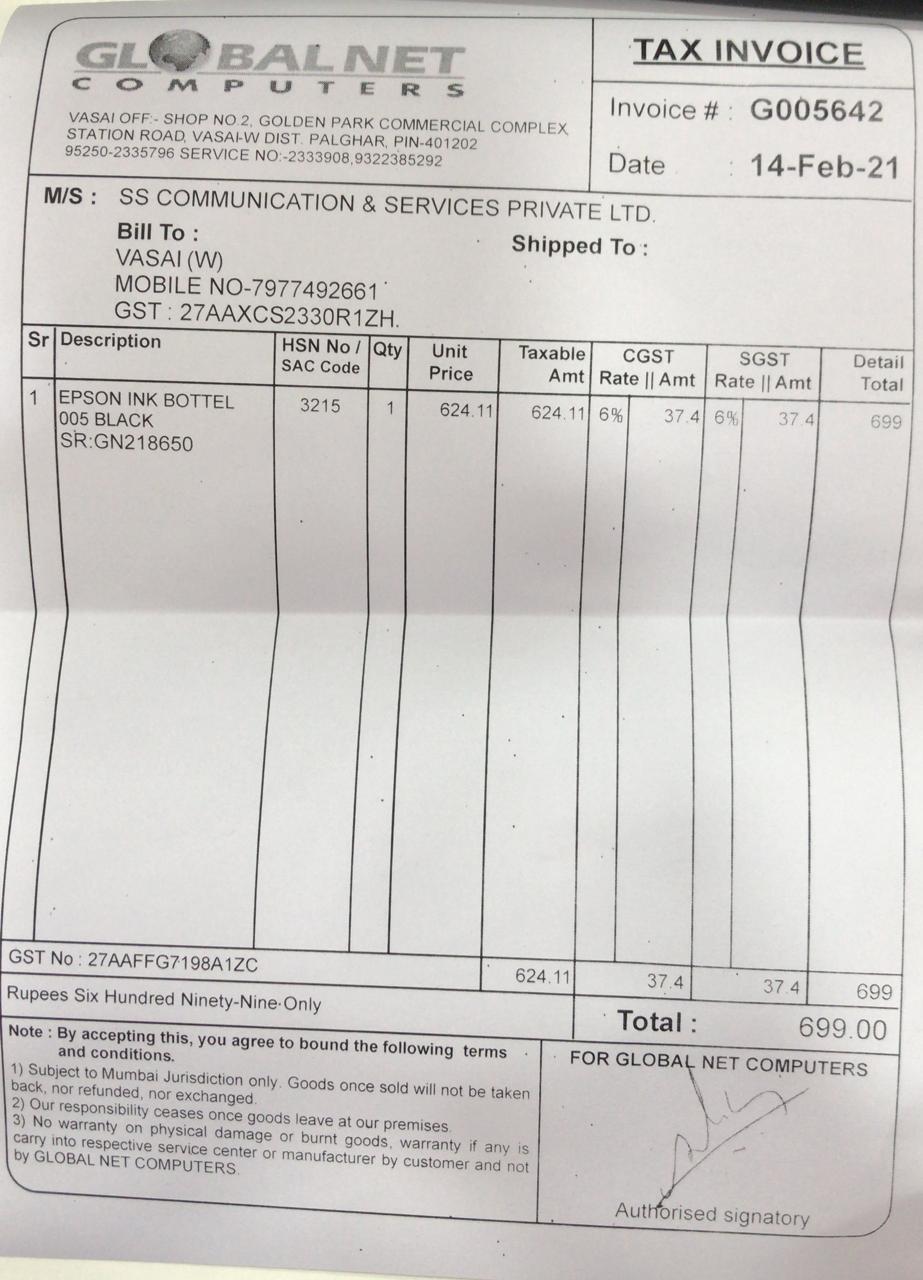 GLOBAL NET
COMPUTERS
VASAI OFF:- SHOP NO.2, GOLDEN PARK COMMERCIAL COMPLEX,
STATION ROAD, VASAI-W DIST. PALGHAR, PIN-401202
95250-2335796 SERVICE NO:-2333908,9322385292
TAX INVOICE
Invoice # : G005642
Date : 14-Feb-21
M/S : SS COMMUNICATION & SERVICES PRIVATE LTD.
Bill To :
Shipped To :
VASAI (W)
MOBILE NO-7977492661
GST : 27AAXCS2330R1ZH.
Sr Description HSN No / SAC Code Qty Unit Price Taxable Amt CGST Rate || Amt SGST Rate || Amt Detail Total
1 EPSON INK BOTTEL 3215 1 624.11 624.11 6% 37.4 6% 37.4 699
005 BLACK
SR:GN218650
GST No : 27AAFFG7198A1ZC 624.11 37.4 37.4 699
Rupees Six Hundred Ninety-Nine Only
Total : 699.00
Note : By accepting this, you agree to bound the following terms
and conditions.
1) Subject to Mumbai Jurisdiction only. Goods once sold will not be taken
back, nor refunded, nor exchanged.
2) Our responsibility ceases once goods leave at our premises.
3) No warranty on physical damage or burnt goods, warranty if any is
carry into respective service center or manufacturer by customer and not
by GLOBAL NET COMPUTERS.
FOR GLOBAL NET COMPUTERS
Authorised signatory